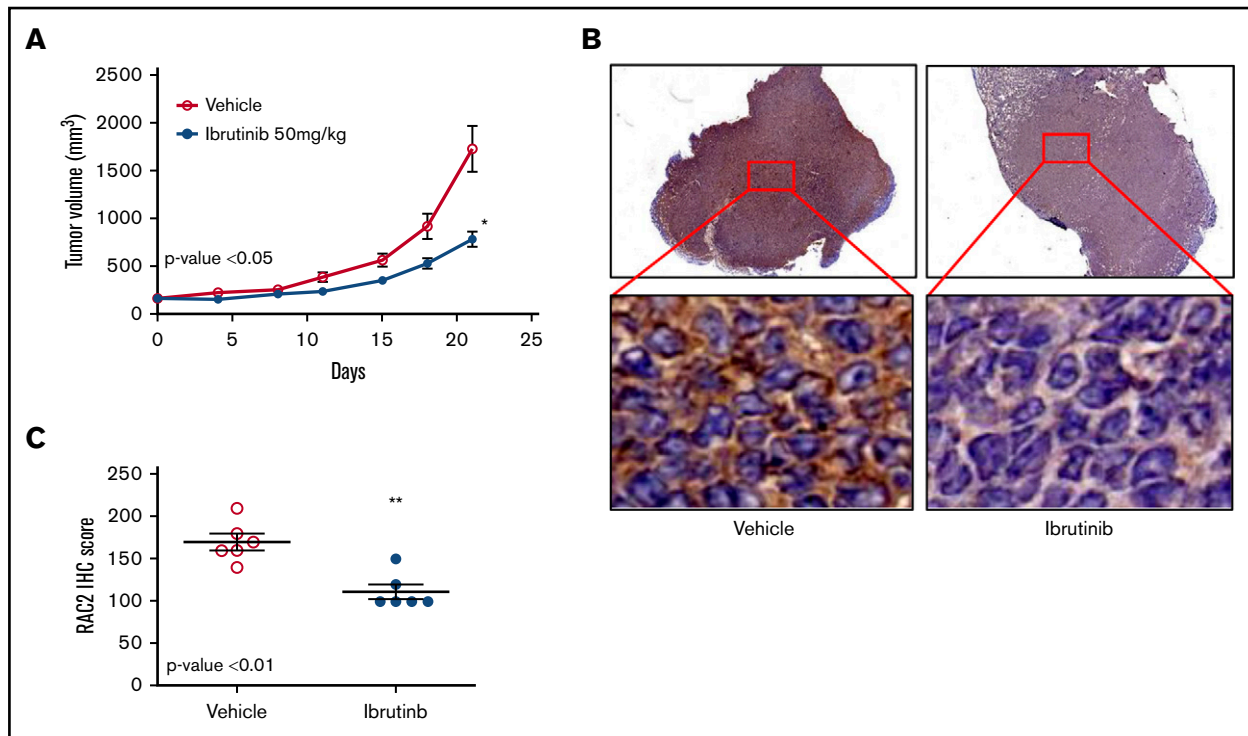 A
Tumor volume (mm³)
2500
2000
1500
1000
500
0
Vehicle
Ibrutinib 50mg/kg
*
p-value <0.05
0 5 10 15 20 25
Days
B
Vehicle Ibrutinib
C
RAC2 IHC score
250
200
150
100
50
0
**
p-value <0.01
Vehicle Ibrutinb